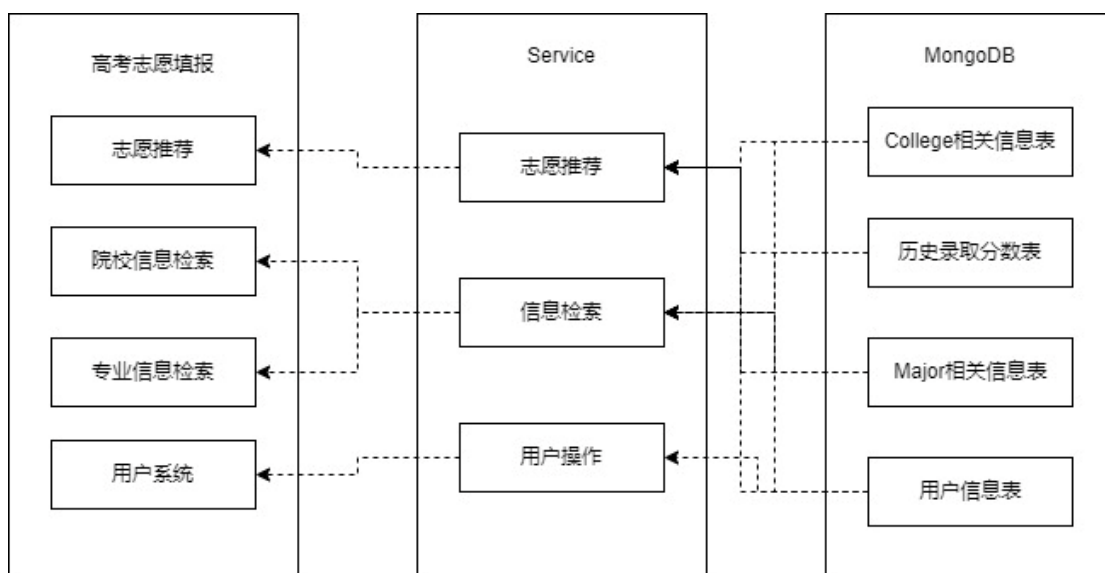 高考志愿填报
志愿推荐
院校信息检索
专业信息检索
用户系统
Service
志愿推荐
信息检索
用户操作
MongoDB
College相关信息表
历史录取分数表
Major相关信息表
用户信息表